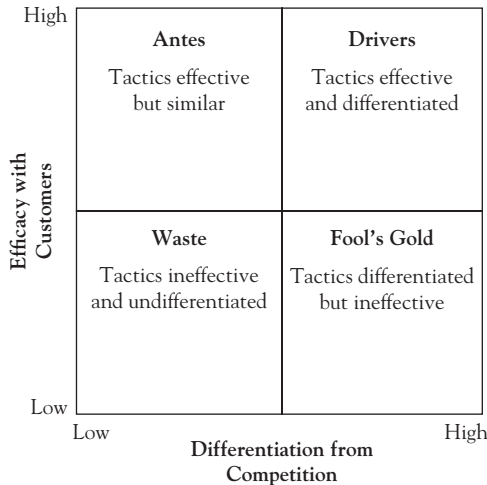 High
Antes
Tactics effective
but similar
Drivers
Tactics effective
and differentiated
Efficacy with
Customers
Waste
Tactics ineffective
and undifferentiated
Fool's Gold
Tactics differentiated
but ineffective
Low
Low
High
Differentiation from
Competition